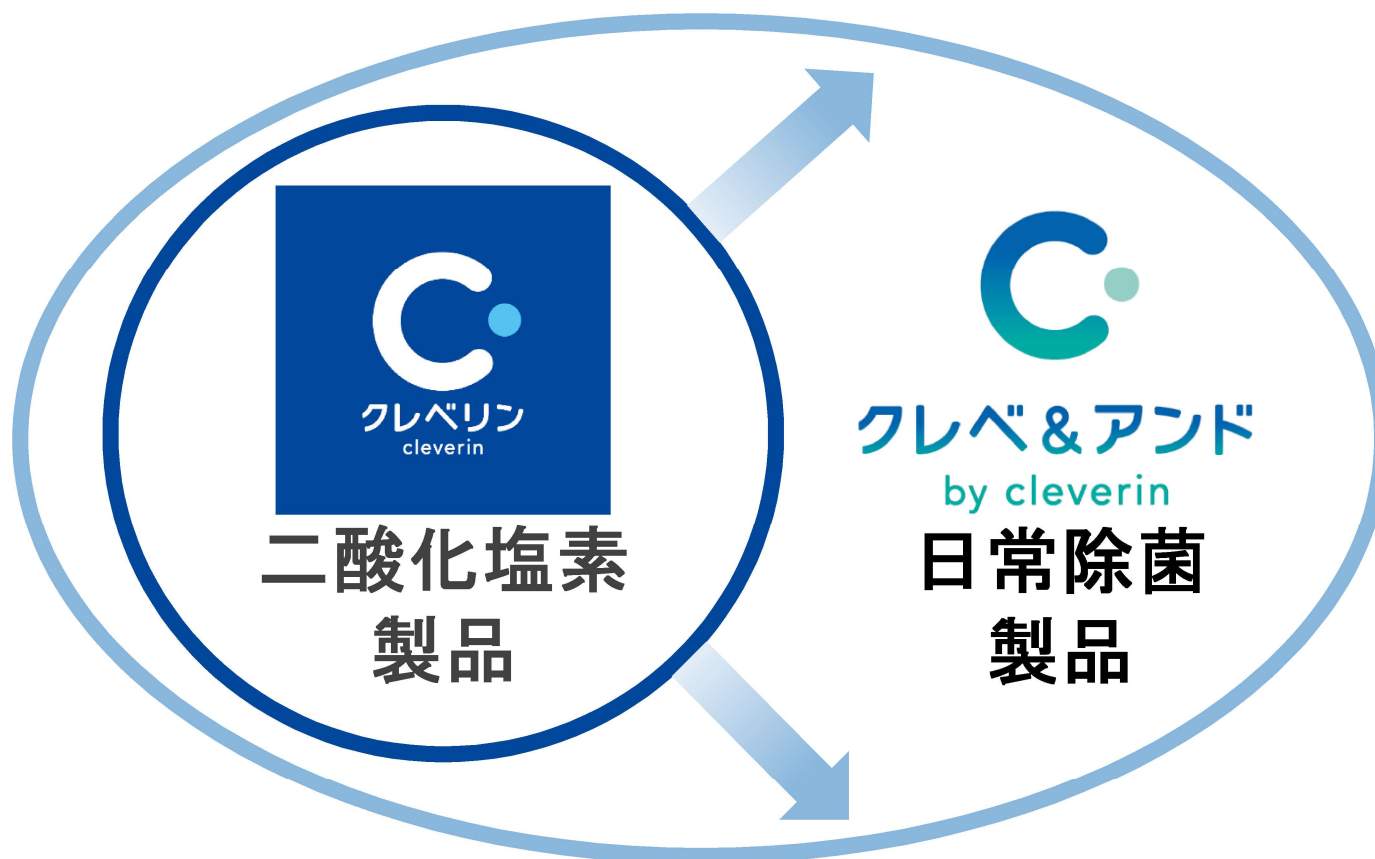 クレベリン
cleverin
二酸化塩素
製品
クレベ&アンド
by cleverin
日常除菌
製品